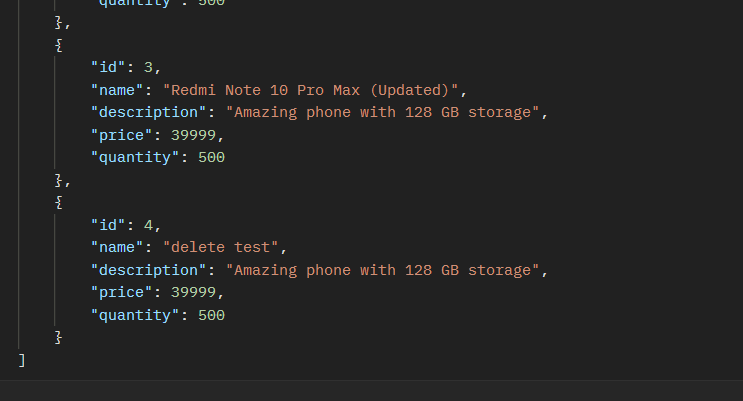 "quantity": 500
},
{
"id": 3,
"name": "Redmi Note 10 Pro Max (Updated)",
"description": "Amazing phone with 128 GB storage",
"price": 39999,
"quantity": 500
},
{
"id": 4,
"name": "delete test",
"description": "Amazing phone with 128 GB storage",
"price": 39999,
"quantity": 500
}
]